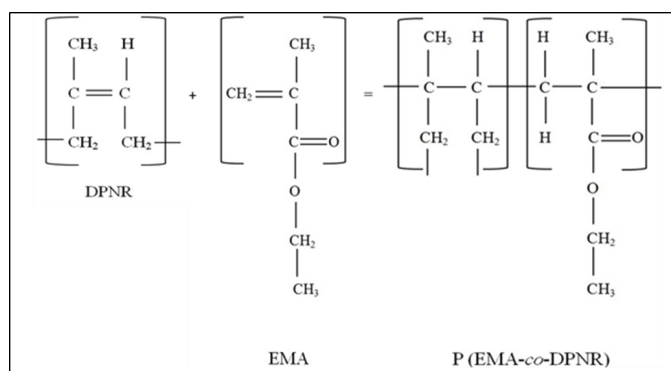 CH₃ H CH₃ CH₃ H H CH₃
C C + CH₂ C = C C C C
CH₂ CH₂ C O CH₂ CH₂ H H C O
DPNR
O O
CH₂ CH₂
CH₃ CH₃
EMA P (EMA-co-DPNR)